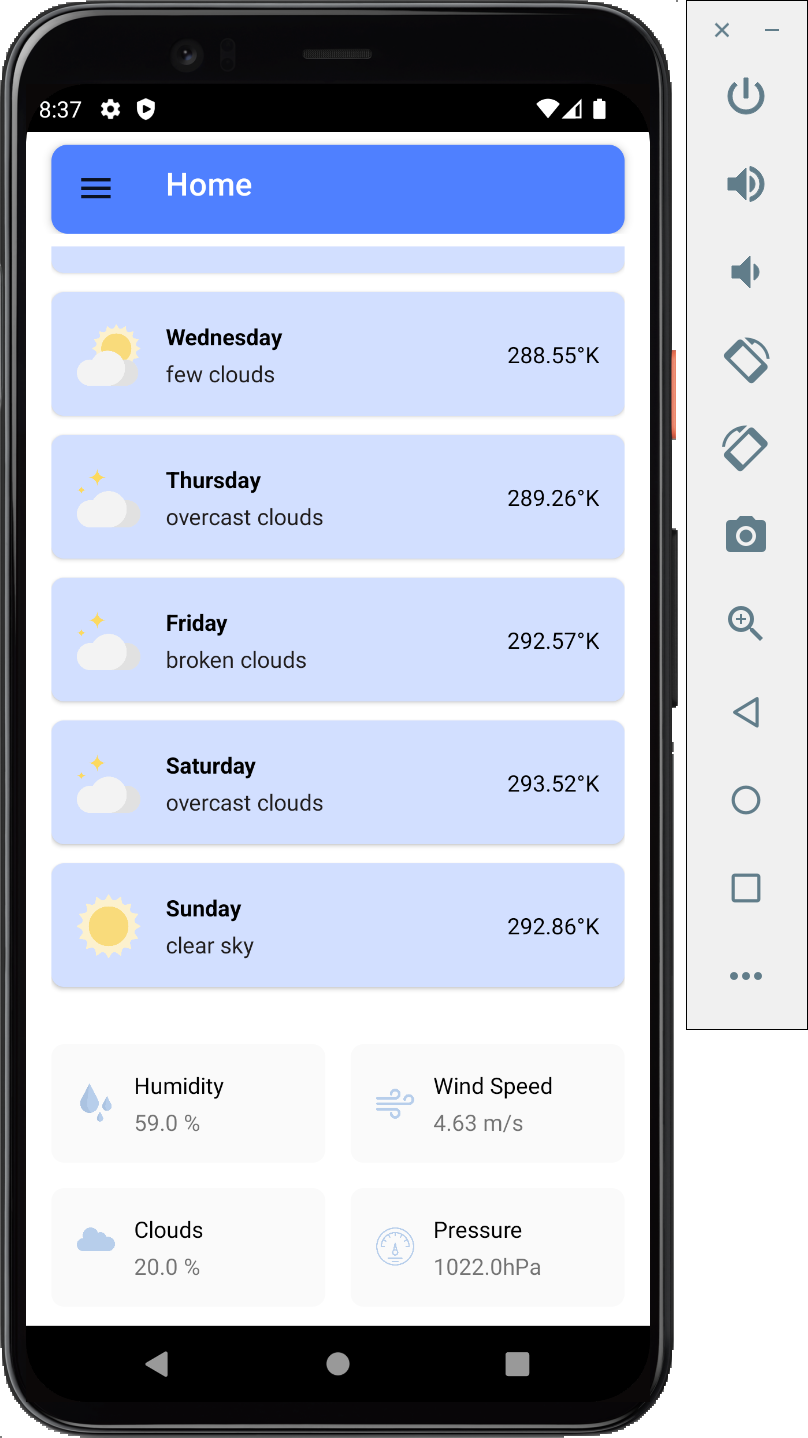 8:37
Home
Wednesday
few clouds
288.55°K
Thursday
overcast clouds
289.26°K
Friday
broken clouds
292.57°K
Saturday
overcast clouds
293.52°K
Sunday
clear sky
292.86°K
Humidity
59.0 %
Wind Speed
4.63 m/s
Clouds
20.0 %
Pressure
1022.0hPa